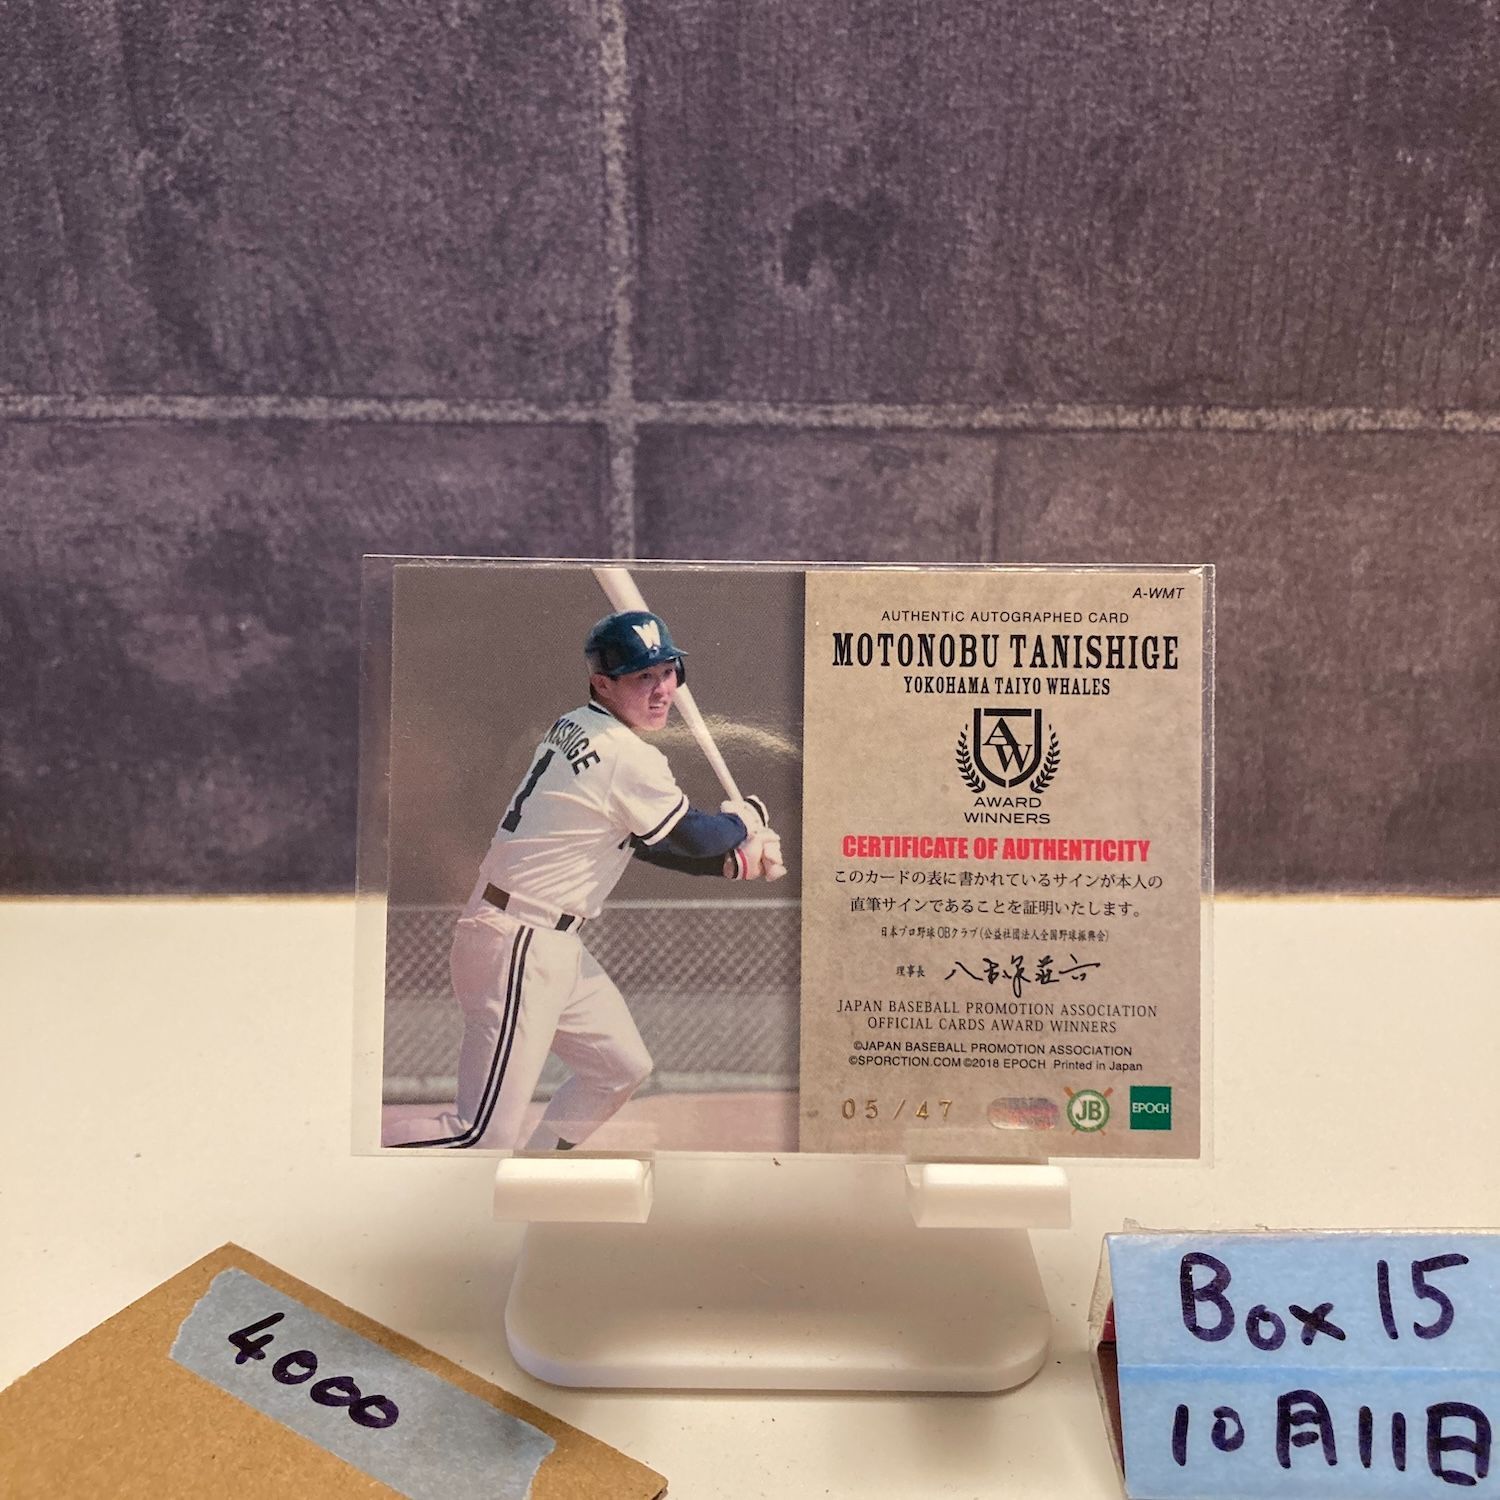 W
NISHIGE
1
A-WMT
AUTHENTIC AUTOGRAPHED CARD
MOTONOBU TANISHIGE
YOKOHAMA TAIYO WHALES
AW
AWARD
WINNERS
CERTIFICATE OF AUTHENTICITY
このカードの表に書かれているサインが本人の
直筆サインであることを証明いたします。
日本プロ野球OBクラブ(公益社団法人全国野球振興会)
理事長
JAPAN BASEBALL PROMOTION ASSOCIATION
OFFICIAL CARDS AWARD WINNERS
©JAPAN BASEBALL PROMOTION ASSOCIATION
©SPORCTION.COM ©2018 EPOCH Printed in Japan
05/47
JB
EPOCH
4000
Box 15
10月11日